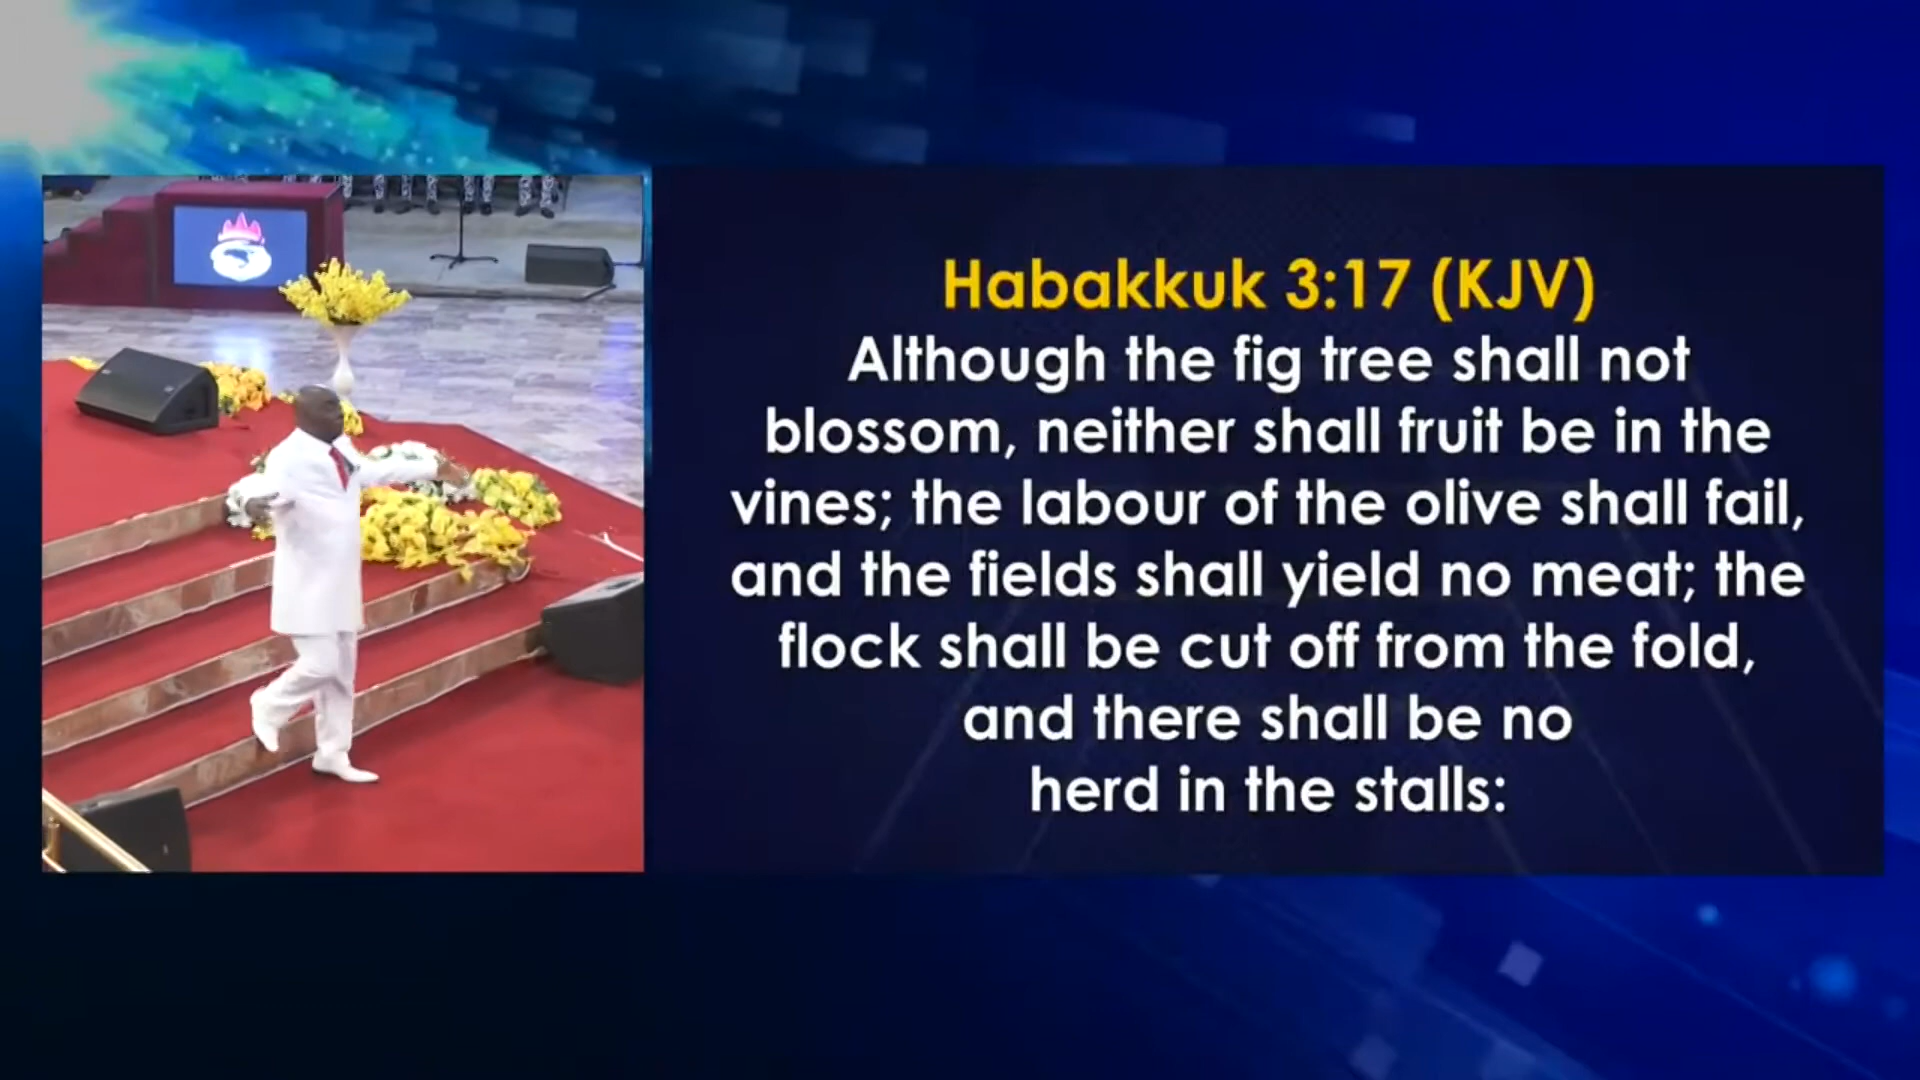 Habakkuk 3:17 (KJV)
Although the fig tree shall not
blossom, neither shall fruit be in the
vines; the labour of the olive shall fail,
and the fields shall yield no meat; the
flock shall be cut off from the fold,
and there shall be no
herd in the stalls: